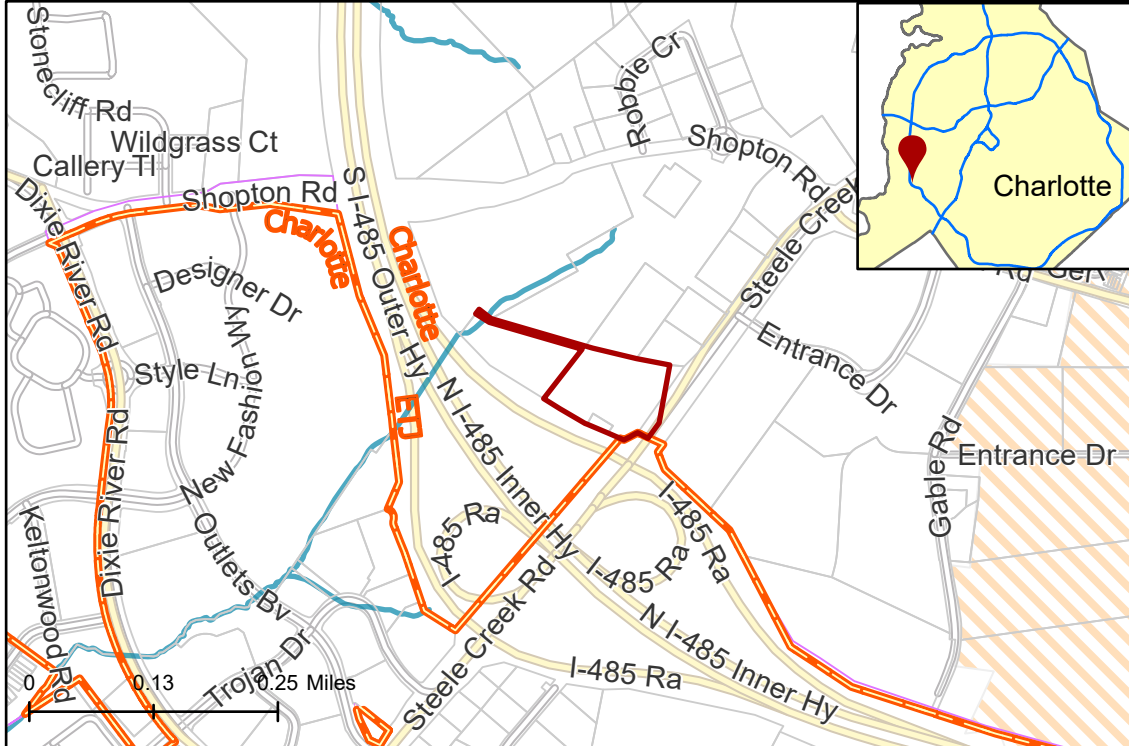 Stonecliff Rd
Wildgrass Ct
Callery Tl
Robbie Cr
Shopton Rd
Shopton Rd
Dixie River Rd
S I-485 Outer Hy
Charlotte
Charlotte
Charlotte
Steele Creek
Designer Dr
New Fashion Wy
Style Ln
Entrance Dr
ETJ
N I-485 Inner Hy
Entrance Dr
Gable Rd
Dixie River Rd
Keltonwood Rd
Outlets Bv
I-485 Ra
I-485 Ra
I-485 Ra
Steele Creek Rd
N I-485 Inner Hy
I-485 Ra
Trojan Dr
0 0.13 0.25 Miles